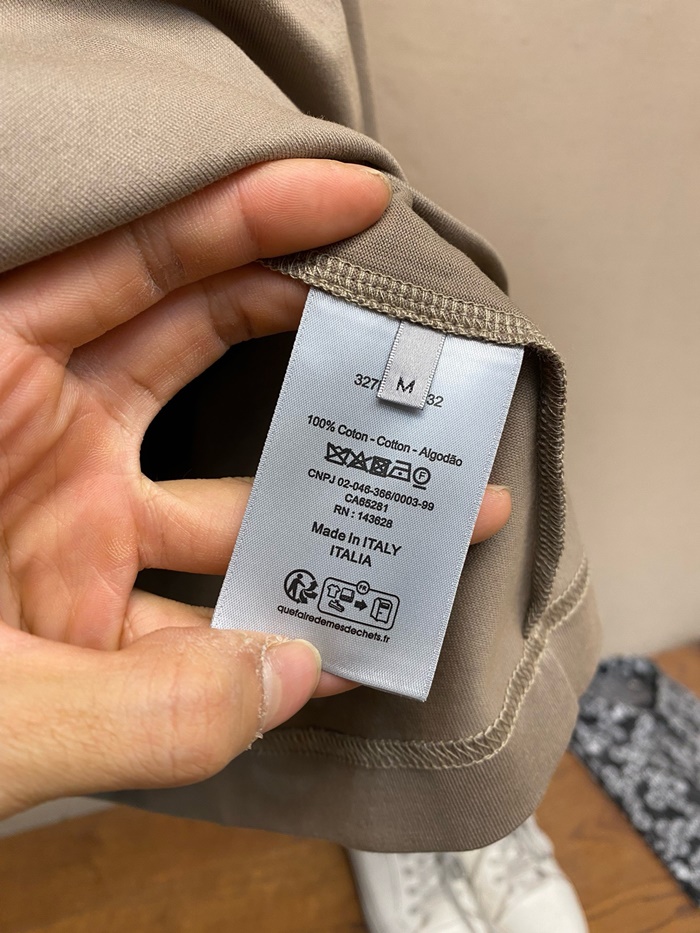 327
M
32
100% Coton - Cotton - Algodão
F
CNPJ 02-046-366/0003-99
CA65281
RN : 143628
Made in ITALY
ITALIA
FR
quefairedemesdechets.fr